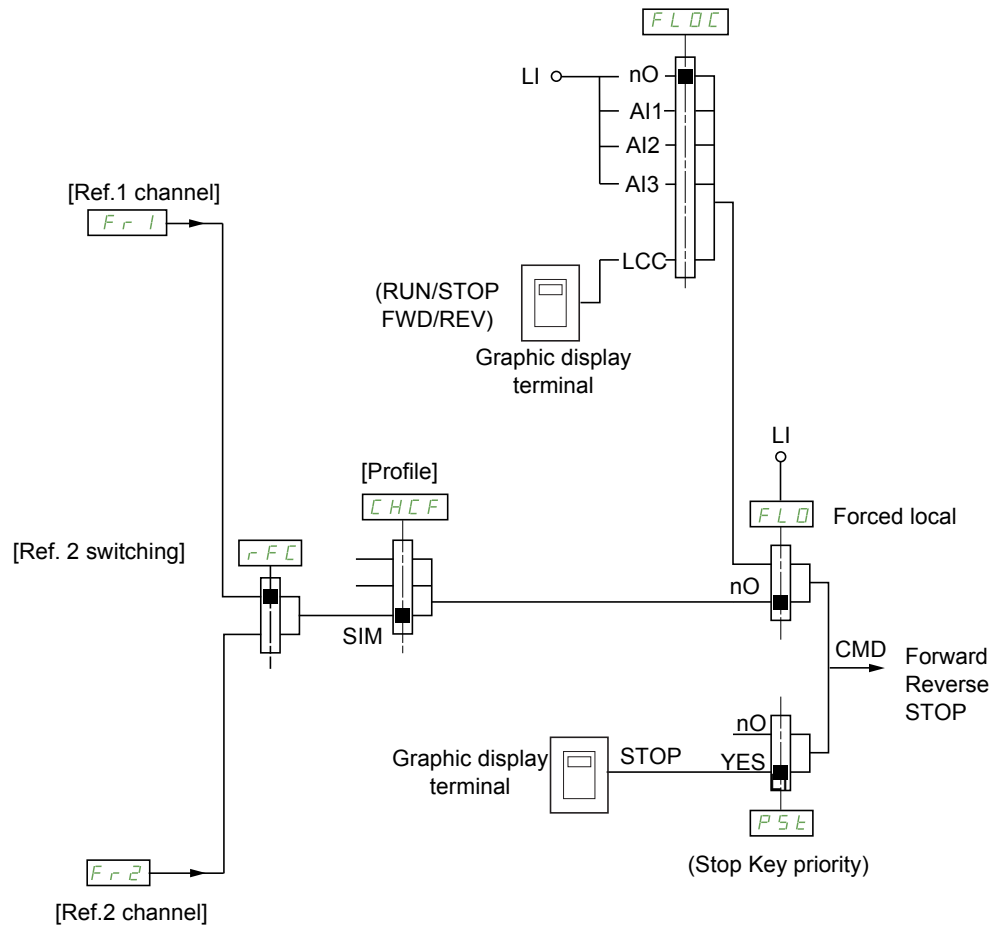 FLOC
LI
nO
AI1
AI2
AI3
LCC
[Ref.1 channel]
Fr1
(RUN/STOP
FWD/REV)
Graphic display
terminal
LI
[Profile]
CHCF
FLO
Forced local
[Ref. 2 switching]
rFC
nO
SIM
CMD
Forward
Reverse
STOP
nO
Graphic display
terminal
STOP
YES
PSt
(Stop Key priority)
Fr2
[Ref.2 channel]